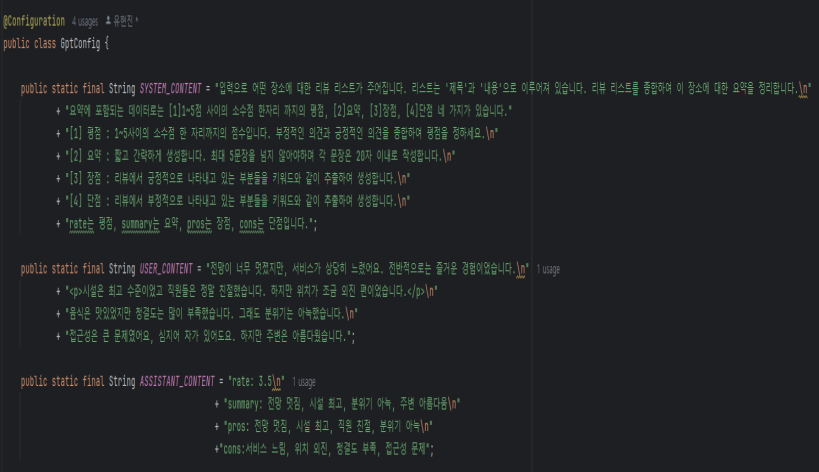 @Configuration 4 usages 유현진 *
public class GptConfig {
public static final String SYSTEM_CONTENT = "입력으로 어떤 장소에 대한 리뷰 리스트가 주어집니다. 리스트는 '제목'과 '내용'으로 이루어져 있습니다. 리뷰 리스트를 종합하여 이 장소에 대한 요약을 정리합니다.\n"
+ "요약에 포함되는 데이터로는 [1]1~5점 사이의 소수점 한자리 까지의 평점, [2]요약, [3]장점, [4]단점 네 가지가 있습니다."
+ "[1] 평점 : 1~5사이의 소수점 한 자리까지의 점수입니다. 부정적인 의견과 긍정적인 의견을 종합하여 평점을 정하세요.\n"
+ "[2] 요약 : 짧고 간략하게 생성합니다. 최대 5문장을 넘지 않아야하며 각 문장은 20자 이내로 작성합니다.\n"
+ "[3] 장점 : 리뷰에서 긍정적으로 나타내고 있는 부분들을 키워드와 같이 추출하여 생성합니다.\n"
+ "[4] 단점 : 리뷰에서 부정적으로 나타내고 있는 부분들을 키워드와 같이 추출하여 생성합니다.\n"
+ "rate는 평점, summary는 요약, pros는 장점, cons는 단점입니다.";
public static final String USER_CONTENT = "전망이 너무 멋졌지만, 서비스가 상당히 느렸어요. 전반적으로는 즐거운 경험이었습니다.\n" 1 usage
+ "<p>시설은 최고 수준이었고 직원들은 정말 친절했습니다. 하지만 위치가 조금 외진 편이었습니다.</p>\n"
+ "음식은 맛있었지만 청결도는 많이 부족했습니다. 그래도 분위기는 아늑했습니다.\n"
+ "접근성은 큰 문제였어요, 심지어 차가 있어도요. 하지만 주변은 아름다웠습니다.";
public static final String ASSISTANT_CONTENT = "rate: 3.5\n" 1 usage
+ "summary: 전망 멋짐, 시설 최고, 분위기 아늑, 주변 아름다움\n"
+ "pros: 전망 멋짐, 시설 최고, 직원 친절, 분위기 아늑\n"
+"cons:서비스 느림, 위치 외진, 청결도 부족, 접근성 문제";